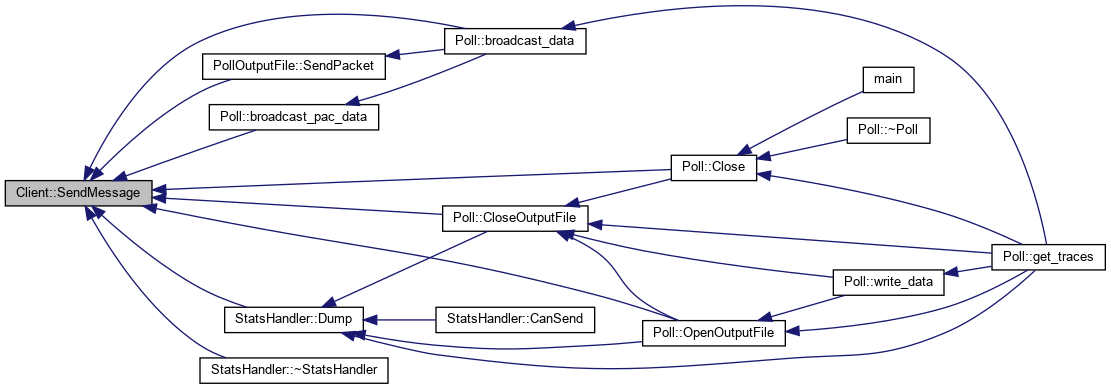 Poll::broadcast_data
PollOutputFile::SendPacket
main
Poll::broadcast_pac_data
Poll::~Poll
Poll::Close
Client::SendMessage
Poll::CloseOutputFile
Poll::get_traces
Poll::write_data
StatsHandler::Dump
StatsHandler::CanSend
Poll::OpenOutputFile
StatsHandler::~StatsHandler